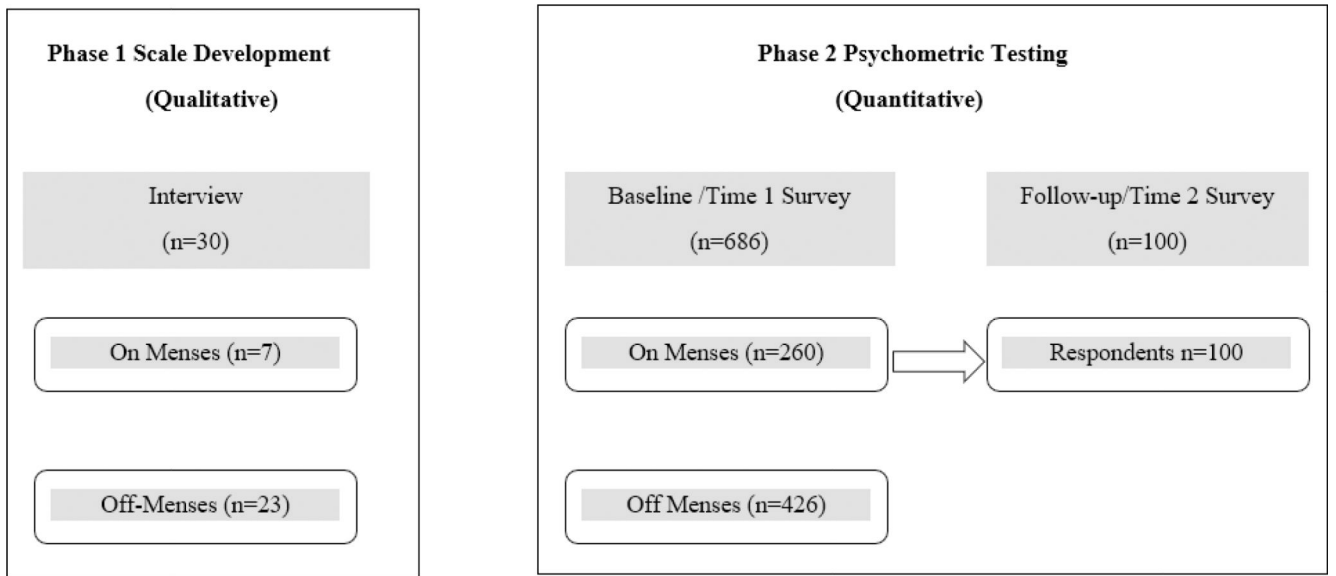 Phase 1 Scale Development
(Qualitative)
Interview
(n=30)
On Menses (n=7)
Off-Menses (n=23)
Phase 2 Psychometric Testing
(Quantitative)
Baseline /Time 1 Survey
(n=686)
Follow-up/Time 2 Survey
(n=100)
On Menses (n=260)
Respondents n=100
Off Menses (n=426)